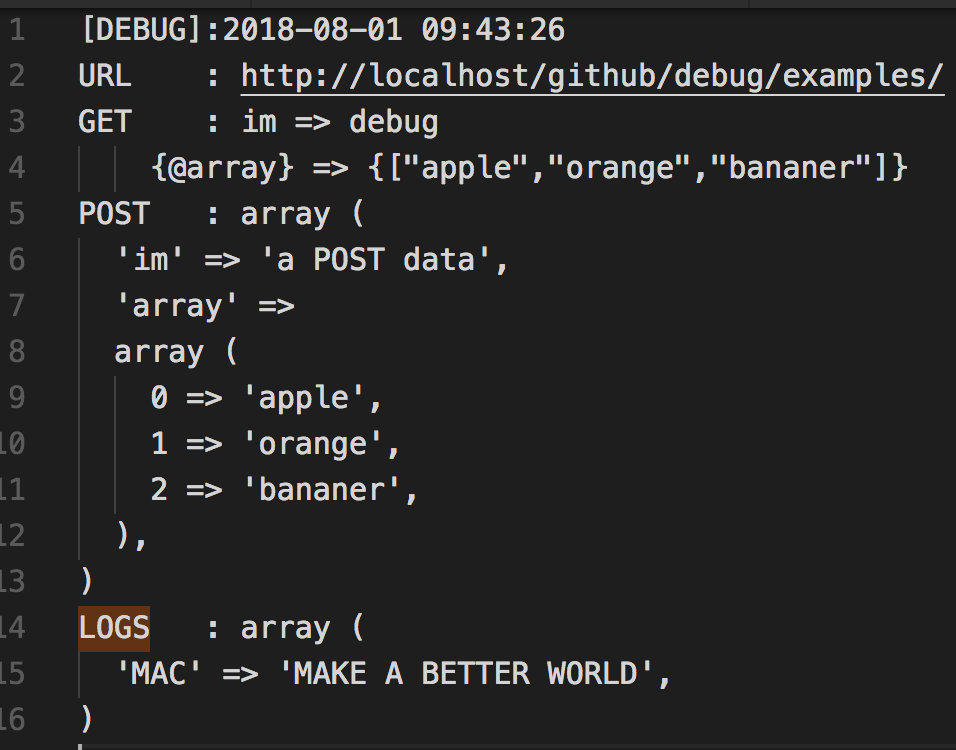 1 [DEBUG]:2018-08-01 09:43:26
2 URL    : http://localhost/github/debug/examples/
3 GET    : im => debug
4     {@array} => {["apple","orange","bananer"]}
5 POST   : array (
6   'im' => 'a POST data',
7   'array' =>
8   array (
9     0 => 'apple',
10     1 => 'orange',
11     2 => 'bananer',
12   ),
13 )
14 LOGS   : array (
15   'MAC' => 'MAKE A BETTER WORLD',
16 )